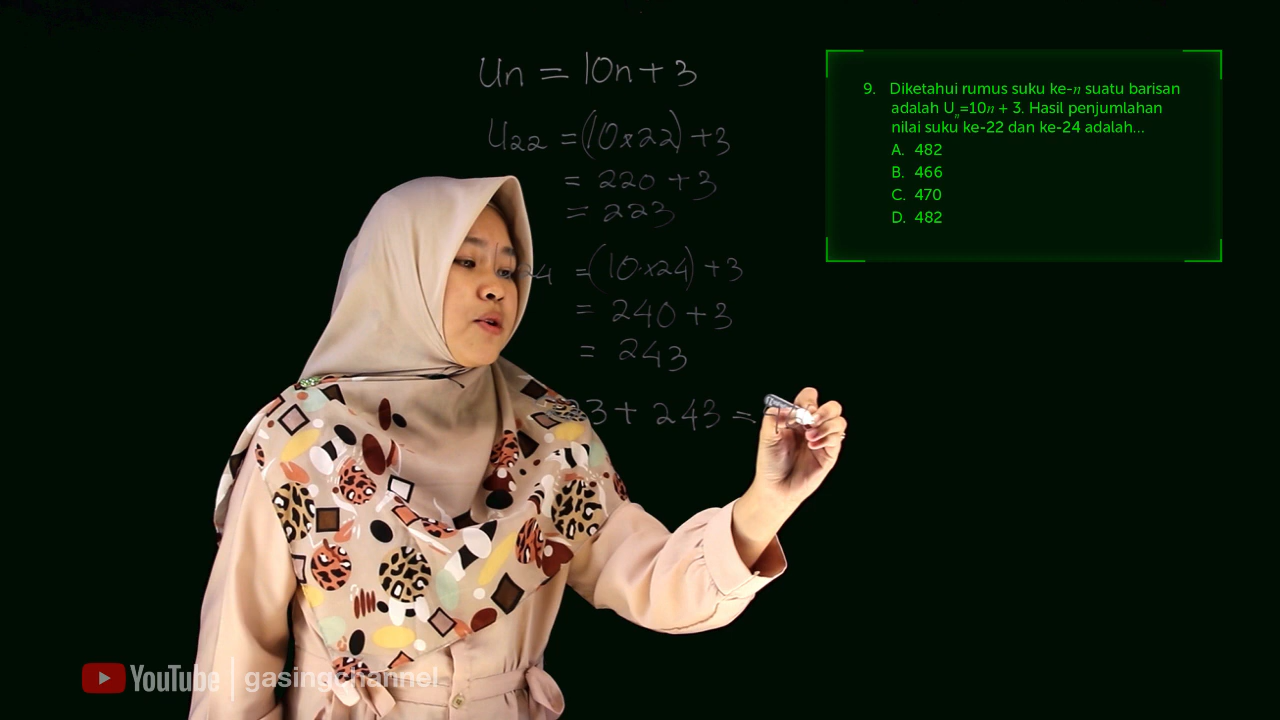 Un = 10n + 3
U22 = (10x22) + 3
= 220 + 3
= 223
24 = (10x24) + 3
= 240 + 3
= 243
3 + 243 =
9. Diketahui rumus suku ke-n suatu barisan
adalah Un=10n + 3. Hasil penjumlahan
nilai suku ke-22 dan ke-24 adalah...
A. 482
B. 466
C. 470
D. 482
YouTube | gasingchannel